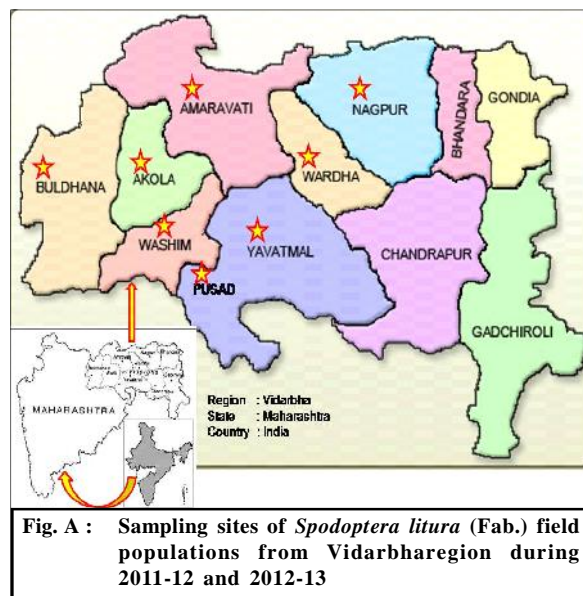 AMARAVATI
NAGPUR
BHANDARA
GONDIA
BULDHANA
AKOLA
WARDHA
WASHIM
YAVATMAL
CHANDRAPUR
PUSAD
GADCHIROLI
MAHARASHTRA
Region : Vidarbha
State : Maharashtra
Country : India
Fig. A : Sampling sites of Spodoptera litura (Fab.) field
populations from Vidarbharegion during
2011-12 and 2012-13